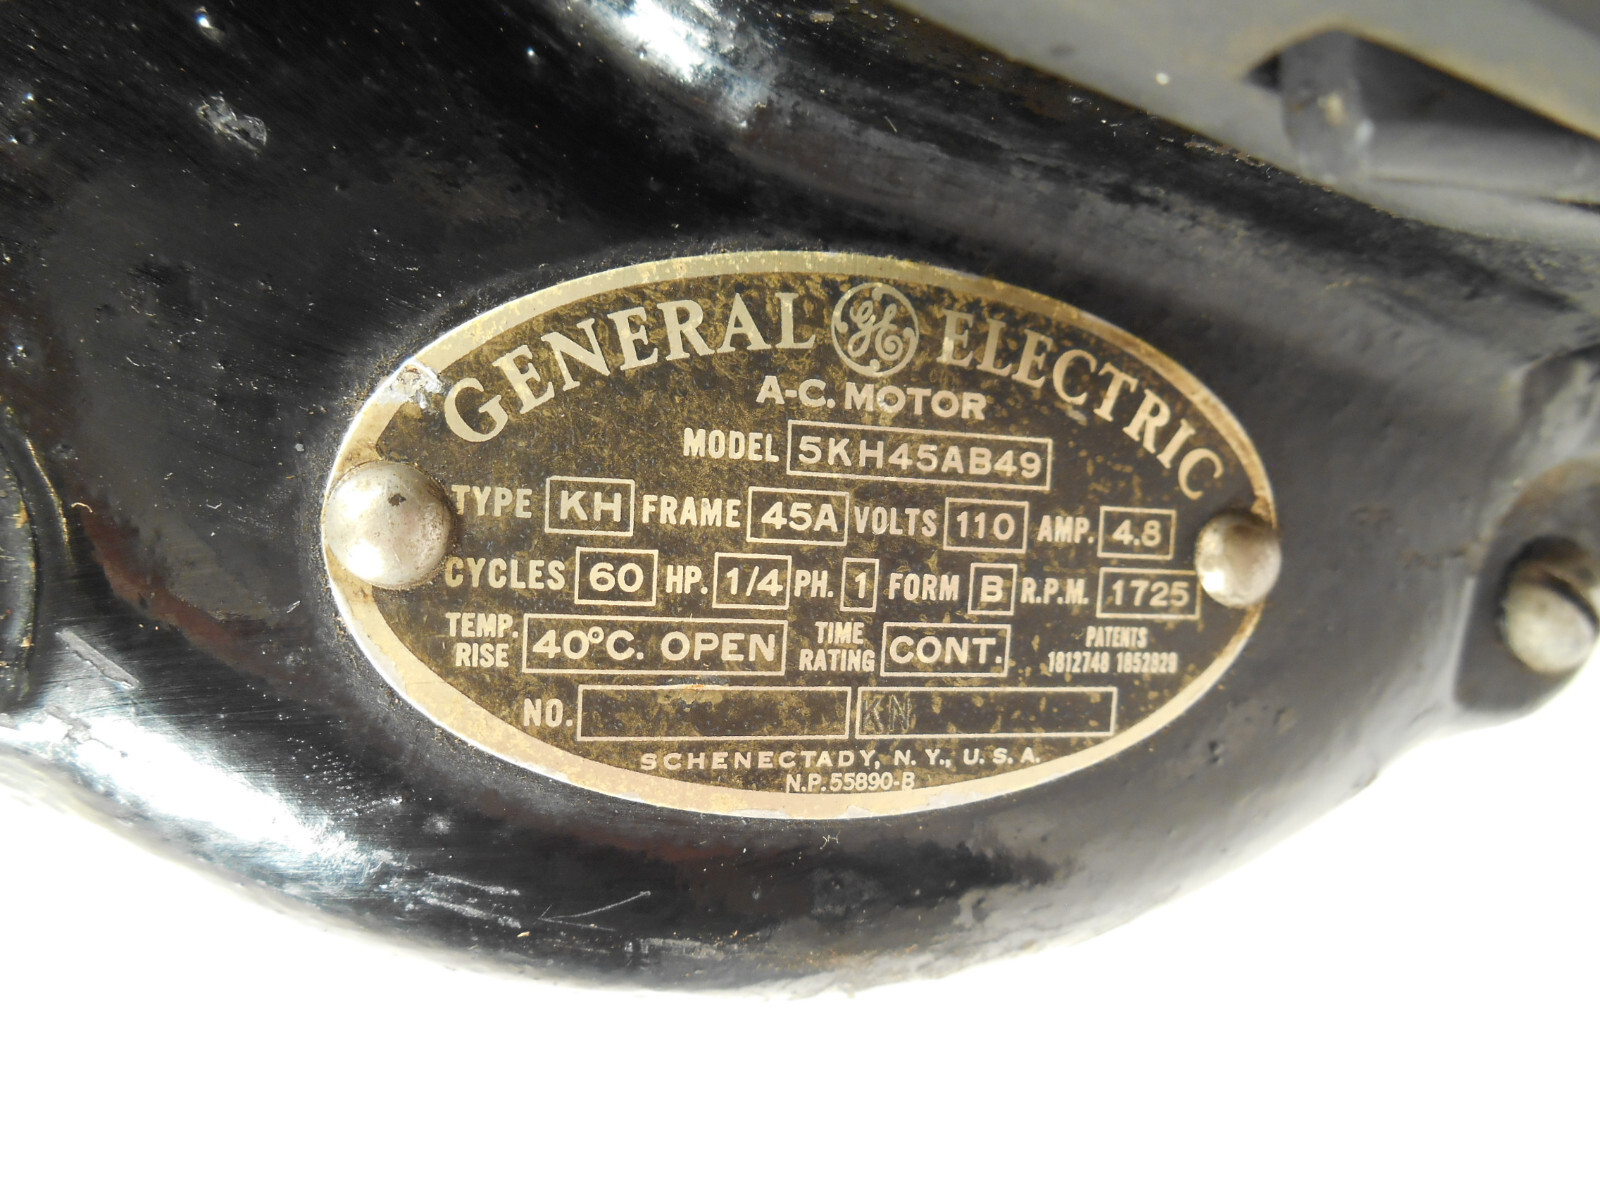 GENERAL GE ELECTRIC
A-C. MOTOR
MODEL 5KH45AB49
TYPE KH FRAME 45A VOLTS 110 AMP. 4.8
CYCLES 60 HP. 1/4 PH. 1 FORM B R.P.M. 1725
TEMP. RISE 40°C. OPEN TIME RATING CONT. PATENTS 1812748 1852829
NO. KN
SCHENECTADY, N. Y., U. S. A.
N.P. 55890-B